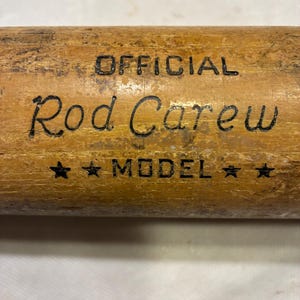 OFFICIAL
Rod Carew
★ ★ MODEL ★ ★